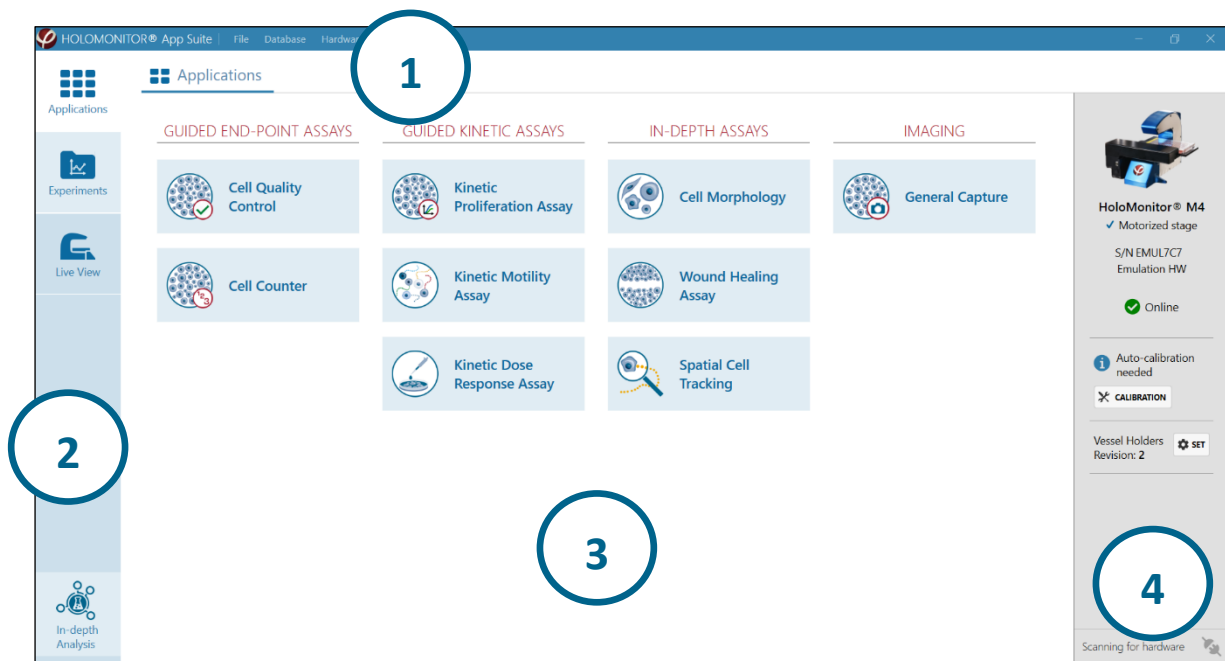 HOLOMONITOR® App Suite
File Database
1
Applications
Applications
Experiments
Live View
2
In-depth
Analysis
GUIDED END-POINT ASSAYS
Cell Quality
Control
Cell Counter
GUIDED KINETIC ASSAYS
Kinetic
Proliferation Assay
Kinetic Motility
Assay
Kinetic Dose
Response Assay
IN-DEPTH ASSAYS
Cell Morphology
Wound Healing
Assay
Spatial Cell
Tracking
IMAGING
General Capture
3
HoloMonitor® M4
Motorized stage
S/N EMUL7C7
Emulation HW
Online
Auto-calibration
needed
CALIBRATION
Vessel Holders
Revision: 2
SET
4
Scanning for hardware